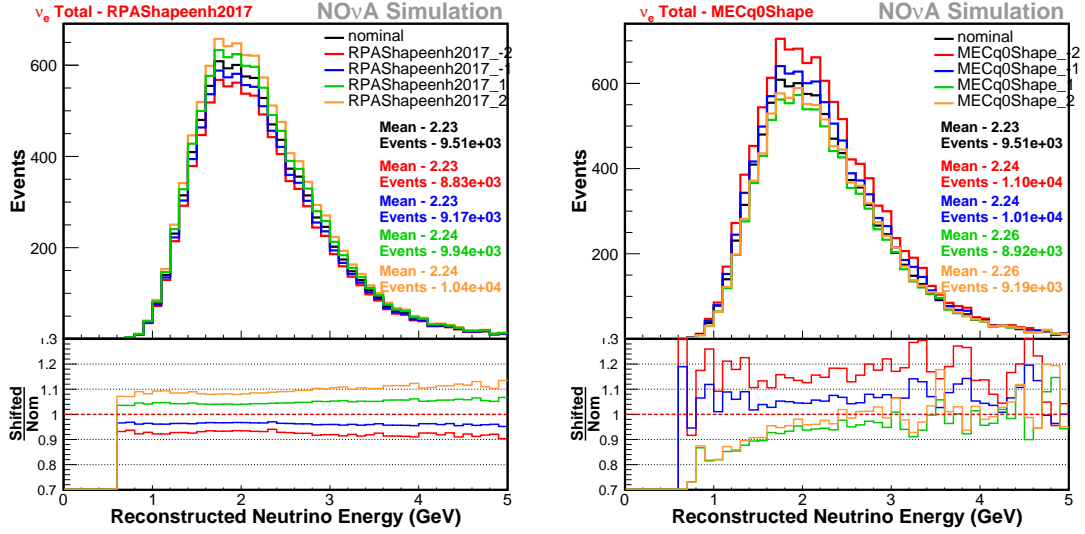 ν_e Total - RPAShapeenh2017
NOνA Simulation
nominal
RPAShapeenh2017_-2
RPAShapeenh2017_-1
RPAShapeenh2017_1
RPAShapeenh2017_2
Mean - 2.23
Events - 9.51e+03
Mean - 2.23
Events - 8.83e+03
Mean - 2.23
Events - 9.17e+03
Mean - 2.24
Events - 9.94e+03
Mean - 2.24
Events - 1.04e+04
Events
600
400
200
1.3
1.2
1.1
1
0.9
0.8
0.7
Shifted
Nom
0 1 2 3 4 5
Reconstructed Neutrino Energy (GeV)
ν_e Total - MECq0Shape
NOνA Simulation
nominal
MECq0Shape_-2
MECq0Shape_-1
MECq0Shape_1
MECq0Shape_2
Mean - 2.23
Events - 9.51e+03
Mean - 2.24
Events - 1.10e+04
Mean - 2.24
Events - 1.01e+04
Mean - 2.26
Events - 8.92e+03
Mean - 2.26
Events - 9.19e+03
Events
600
400
200
1.3
1.2
1.1
1
0.9
0.8
0.7
Shifted
Nom
0 1 2 3 4 5
Reconstructed Neutrino Energy (GeV)